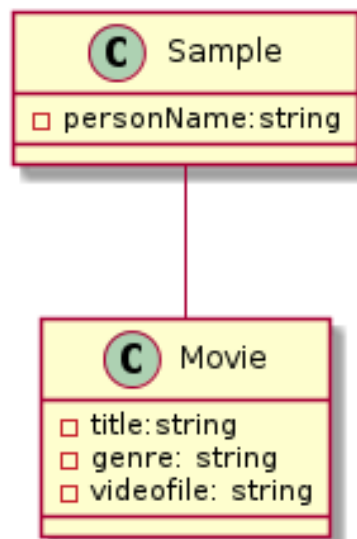 C Sample
personName:string
C Movie
title:string
genre: string
videofile: string